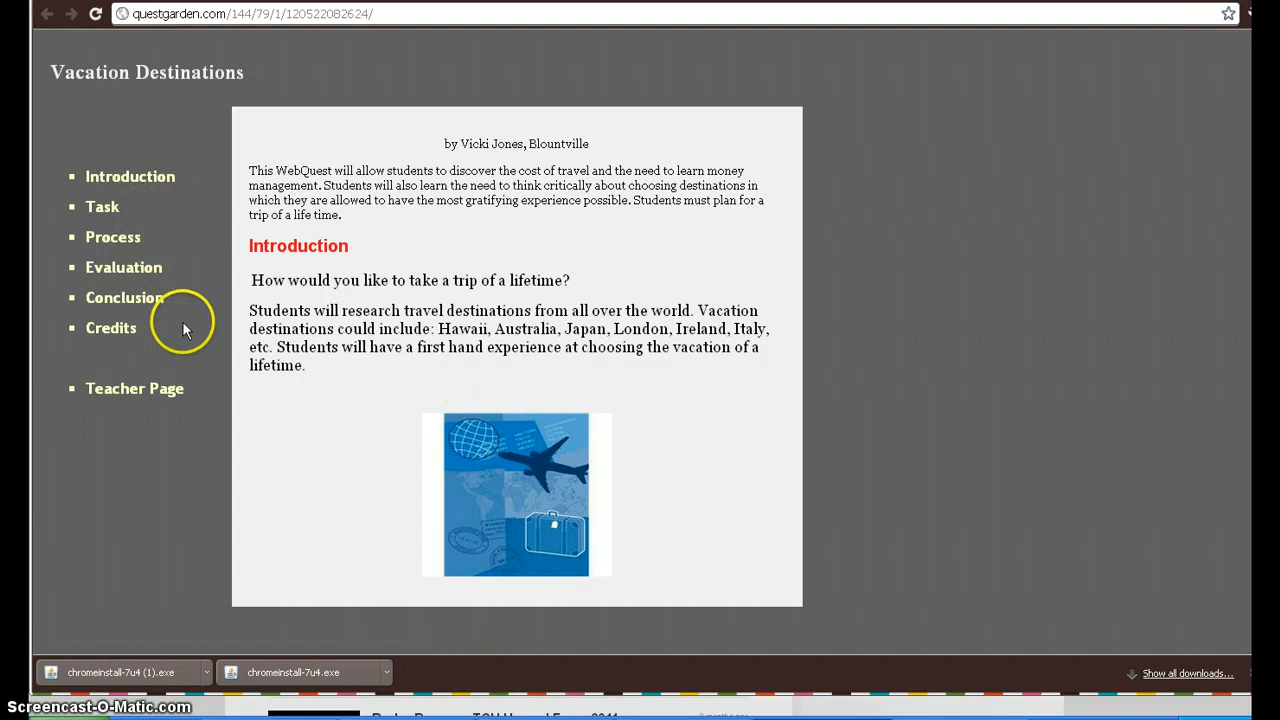 questgarden.com/144/79/1/120522082624/
Vacation Destinations
by Vicki Jones, Blountville
This WebQuest will allow students to discover the cost of travel and the need to learn money
management. Students will also learn the need to think critically about choosing destinations in
which they are allowed to have the most gratifying experience possible. Students must plan for a
trip of a life time.
Introduction
Task
Process
Evaluation
Conclusion
Credits
Teacher Page
Introduction
How would you like to take a trip of a lifetime?
Students will research travel destinations from all over the world. Vacation
destinations could include: Hawaii, Australia, Japan, London, Ireland, Italy,
etc. Students will have a first hand experience at choosing the vacation of a
lifetime.
chromeinstall-7u4 (1).exe
chromeinstall-7u4.exe
Show all downloads...
Screencast-O-Matic.com